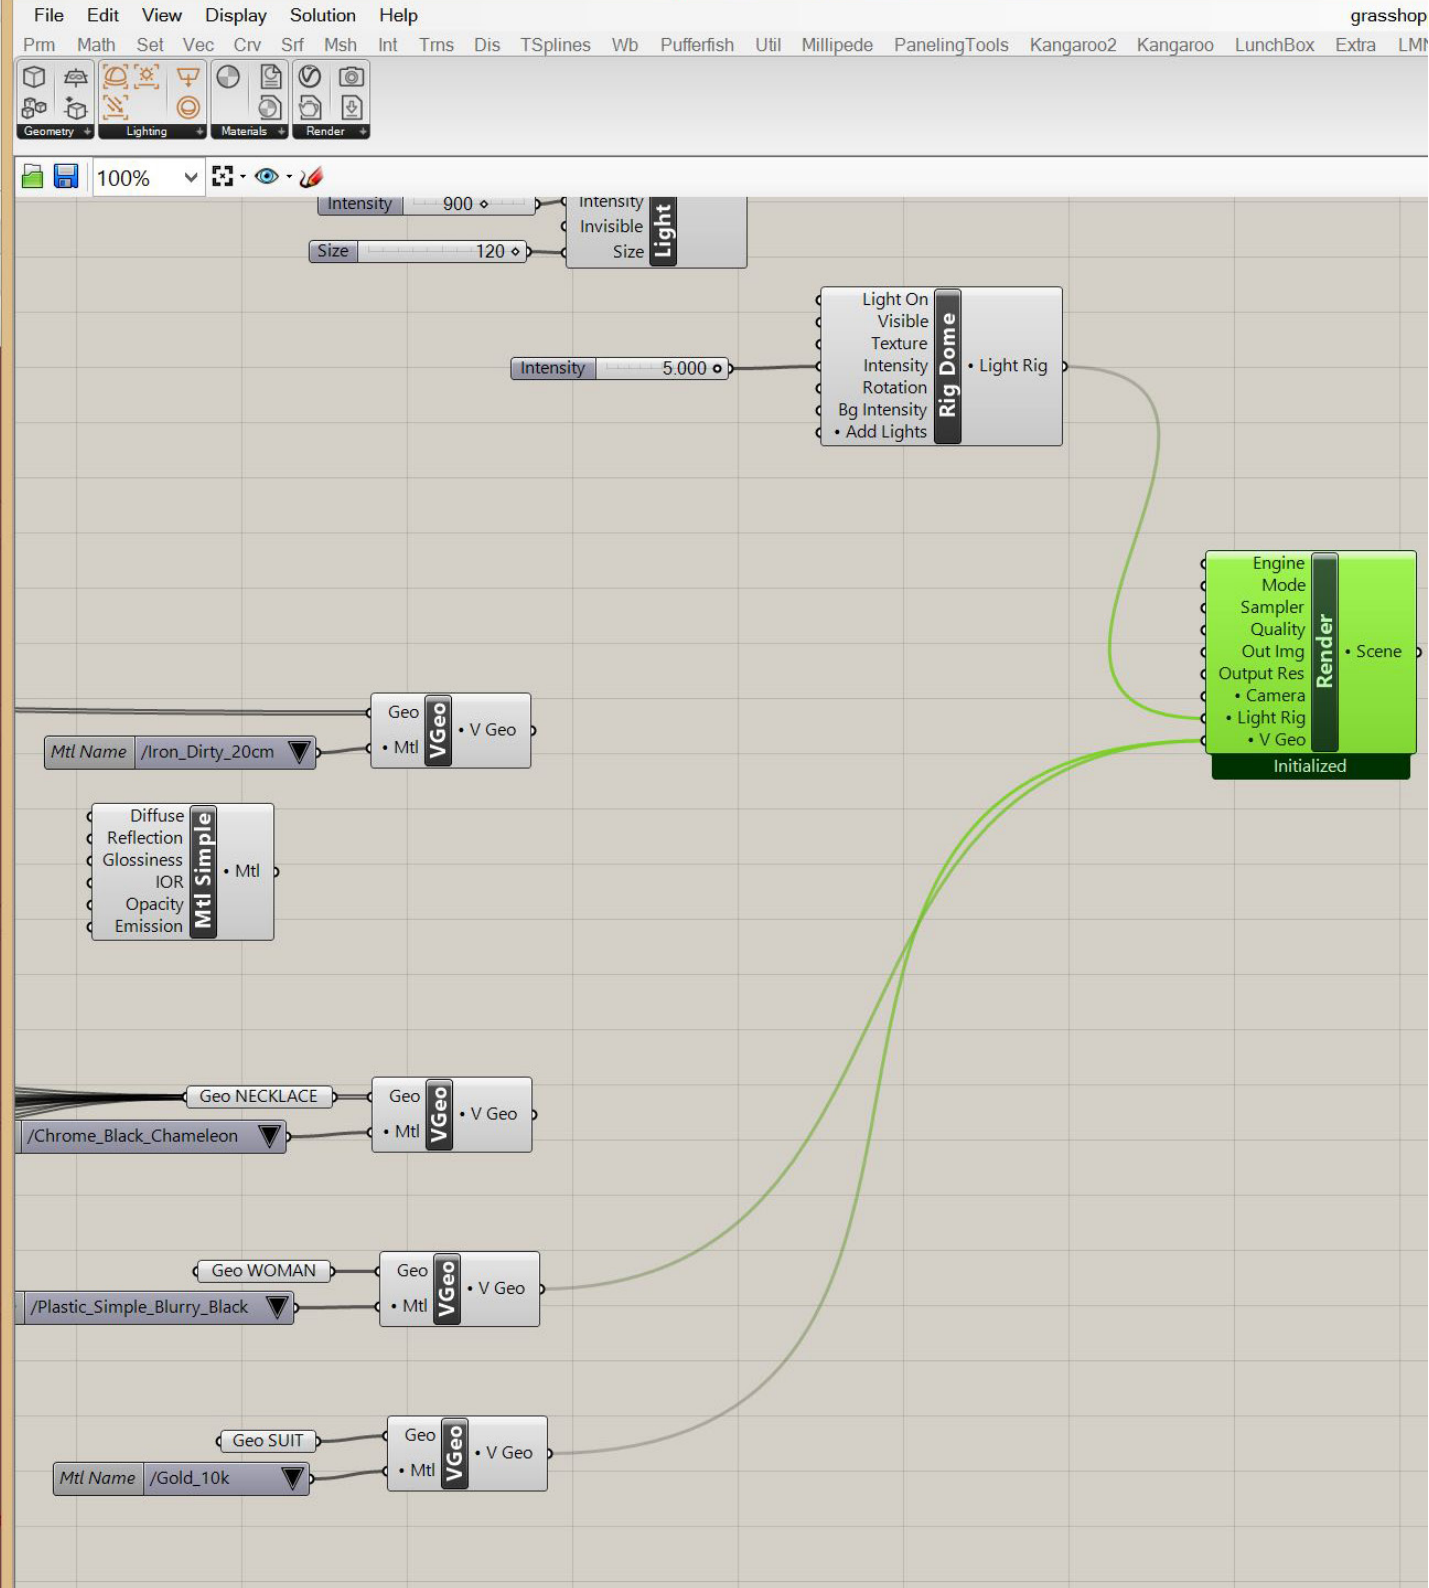 File Edit View Display Solution Help grasshop
Prm Math Set Vec Crv Srf Msh Int Trns Dis TSplines Wb Pufferfish Util Millipede PanelingTools Kangaroo2 Kangaroo LunchBox Extra LMN
Geometry + Lighting + Materials + Render +
100%
Intensity 900
Intensity
Invisible
Size
Light
Size 120
Light On
Visible
Texture
Intensity
Rotation
Bg Intensity
• Add Lights
Rig Dome
• Light Rig
Intensity 5.000
Engine
Mode
Sampler
Quality
Out Img
Output Res
• Camera
• Light Rig
• V Geo
Render
• Scene
Initialized
Geo
• Mtl
VGeo
• V Geo
Mtl Name /Iron_Dirty_20cm
Diffuse
Reflection
Glossiness
IOR
Opacity
Emission
Mtl Simple
• Mtl
Geo NECKLACE
Geo
• Mtl
VGeo
• V Geo
/Chrome_Black_Chameleon
Geo WOMAN
Geo
• Mtl
VGeo
• V Geo
/Plastic_Simple_Blurry_Black
Geo SUIT
Geo
• Mtl
VGeo
• V Geo
Mtl Name /Gold_10k